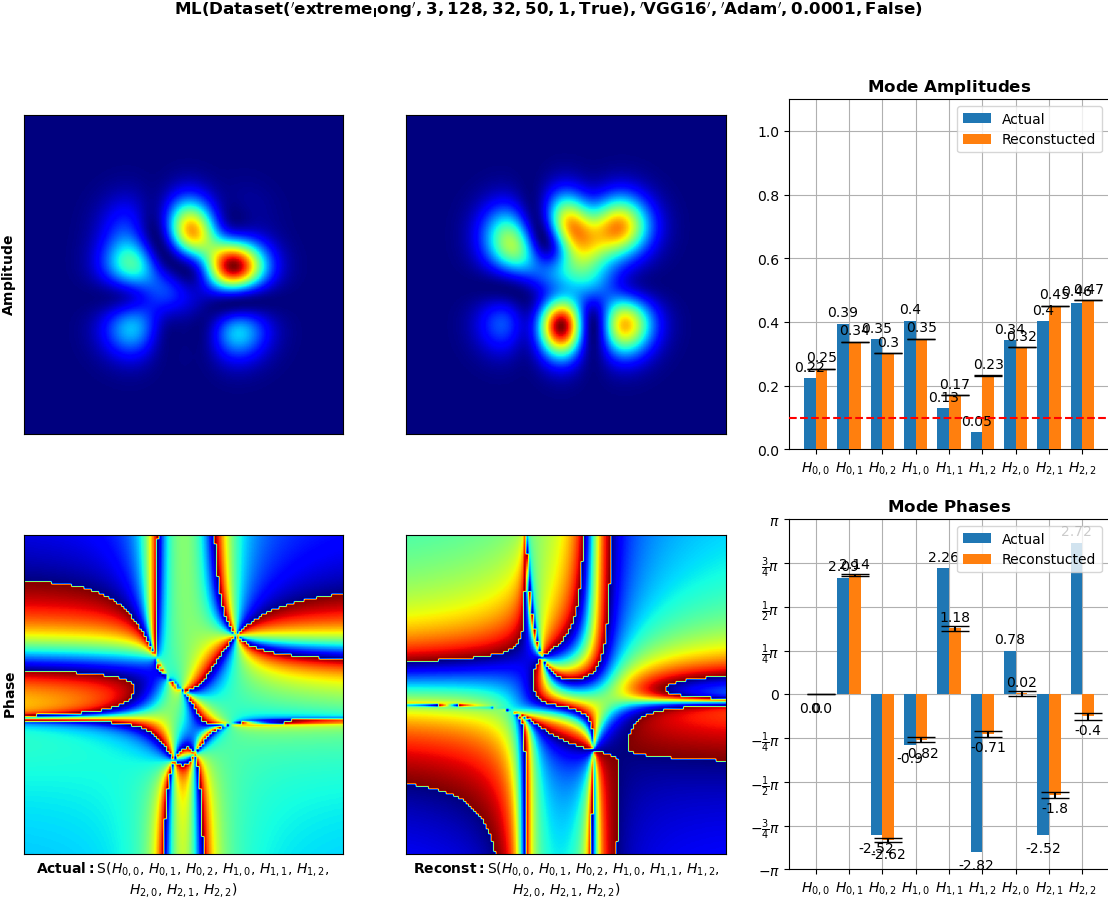 ML(Dataset('extreme_long', 3, 128, 32, 50, 1, True), 'VGG16', 'Adam', 0.0001, False)
Mode Amplitudes
Actual
Reconstucted
1.0
0.8
0.6
0.4
0.2
0.0
0.22 0.25 0.39 0.34 0.35 0.3 0.4 0.35 0.13 0.17 0.05 0.23 0.34 0.32 0.4 0.45 0.46 0.47
H0,0 H0,1 H0,2 H1,0 H1,1 H1,2 H2,0 H2,1 H2,2
Amplitude
Mode Phases
Actual
Reconstucted
π
3/4π
1/2π
1/4π
0
−1/4π
−1/2π
−3/4π
−π
0.0 0.0 2.09 2.14 -2.52 -2.62 -0.9 -0.82 2.26 1.18 -2.82 -0.71 0.78 0.02 -2.52 -1.8 2.72 -0.4
H0,0 H0,1 H0,2 H1,0 H1,1 H1,2 H2,0 H2,1 H2,2
Phase
Actual: S(H0,0, H0,1, H0,2, H1,0, H1,1, H1,2,
H2,0, H2,1, H2,2)
Reconst: S(H0,0, H0,1, H0,2, H1,0, H1,1, H1,2,
H2,0, H2,1, H2,2)